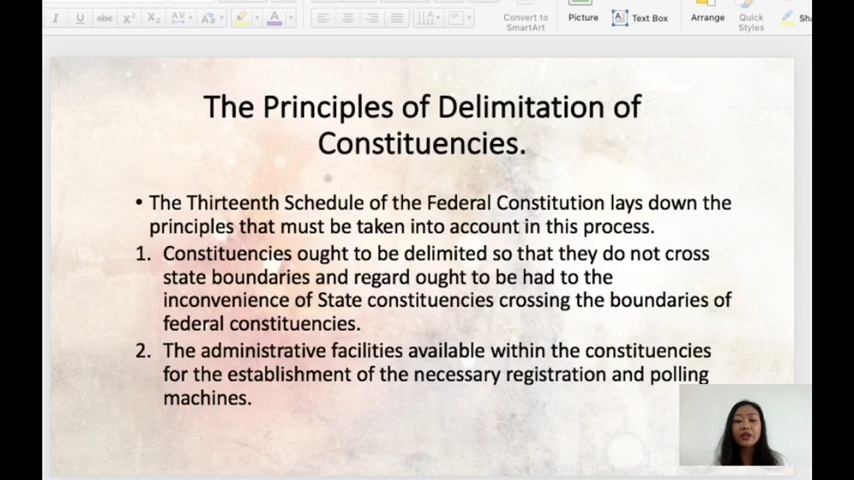 I U abc X² X₂ AV A A
Convert to SmartArt
Picture
Text Box
Arrange
Quick Styles
The Principles of Delimitation of
Constituencies.
• The Thirteenth Schedule of the Federal Constitution lays down the
principles that must be taken into account in this process.
1. Constituencies ought to be delimited so that they do not cross
state boundaries and regard ought to be had to the
inconvenience of State constituencies crossing the boundaries of
federal constituencies.
2. The administrative facilities available within the constituencies
for the establishment of the necessary registration and polling
machines.